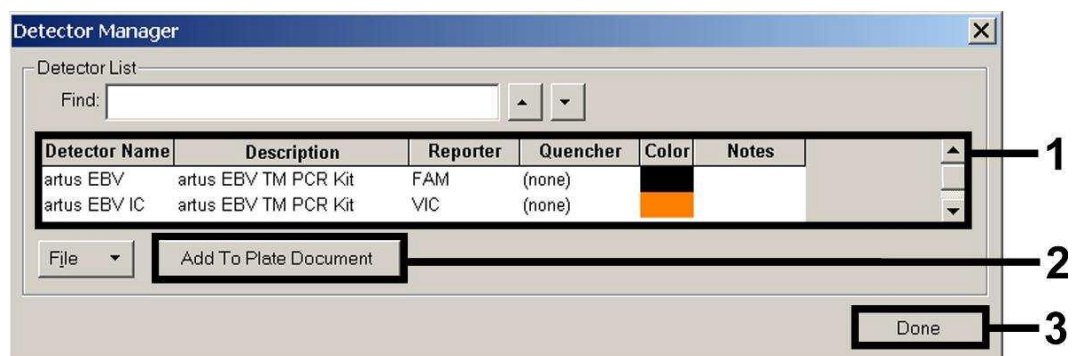 Detector Manager
Detector List
Find:
Detector Name Description Reporter Quencher Color Notes
artus EBV artus EBV TM PCR Kit FAM (none)
artus EBV IC artus EBV TM PCR Kit VIC (none)
1
File Add To Plate Document
2
Done
3